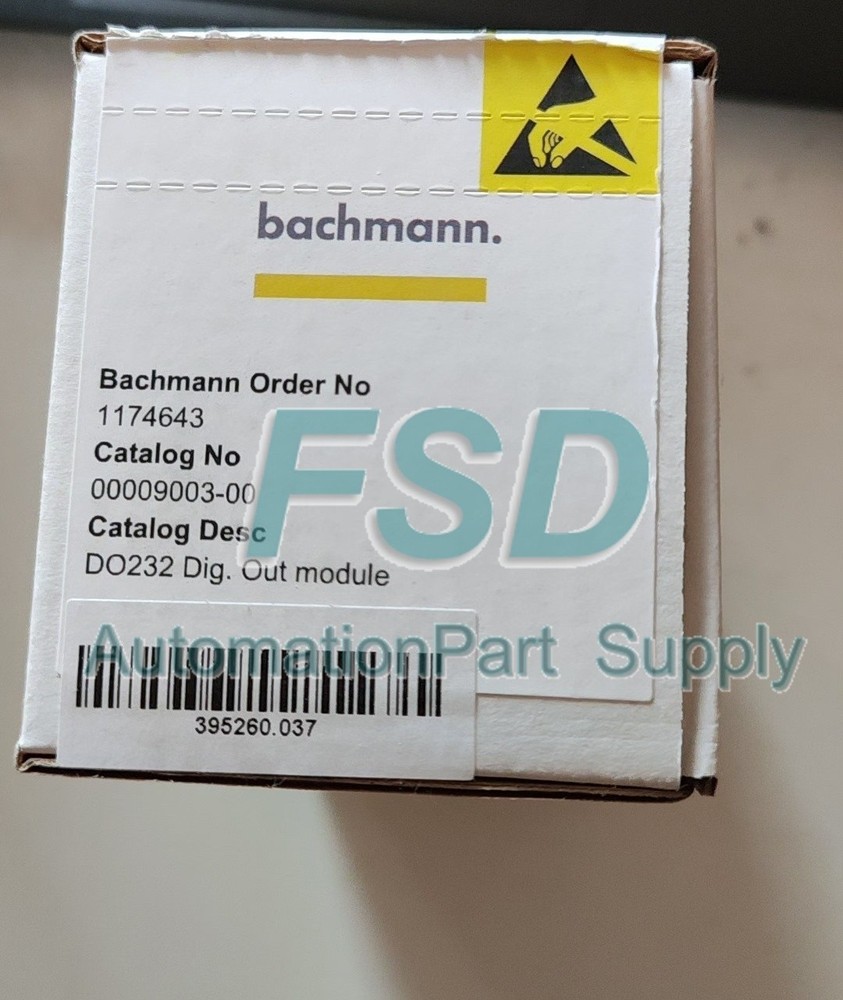 bachmann.
Bachmann Order No
1174643
Catalog No
00009003-00
Catalog Desc
DO232 Dig. Out module
FSD
AutomationPart Supply
395260.037